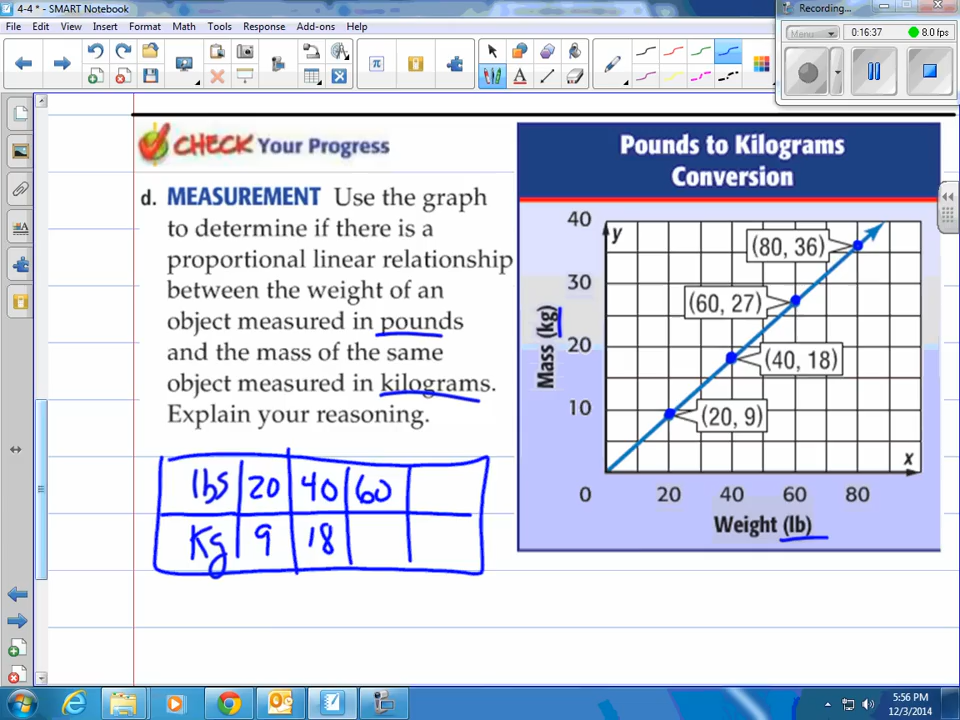 4-4 * - SMART Notebook
Recording...
File Edit View Insert Format Math Tools Response Add-ons Help
Menu 0:16:37 8.0 fps
CHECK Your Progress
d. MEASUREMENT Use the graph
to determine if there is a
proportional linear relationship
between the weight of an
object measured in pounds
and the mass of the same
object measured in kilograms.
Explain your reasoning.
lbs 20 40 60
Kg 9 18
Pounds to Kilograms
Conversion
40
y
(80, 36)
30
(60, 27)
Mass (kg)
20
(40, 18)
10
(20, 9)
x
0 20 40 60 80
Weight (lb)
5:56 PM
12/3/2014